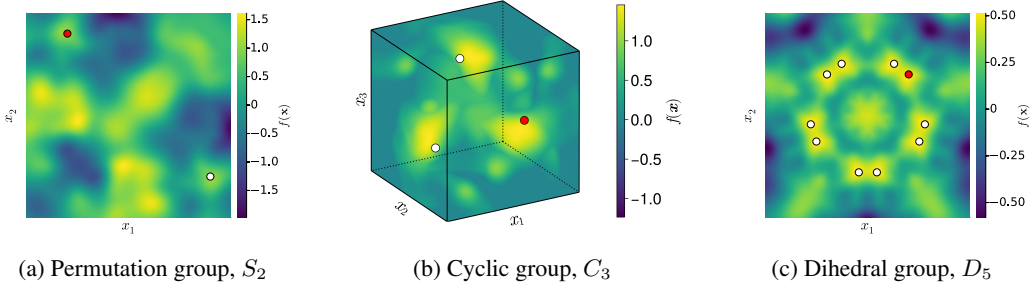 1.5
1.0
0.5
0
−0.5
−1.0
−1.5
f(x)
x₂
x₁
1.0
0.5
0.0
−0.5
−1.0
f(x)
x₃
x₂
x₁
0.50
0.25
0
−0.25
−0.50
f(x)
x₂
x₁
(a) Permutation group, S₂
(b) Cyclic group, C₃
(c) Dihedral group, D₅